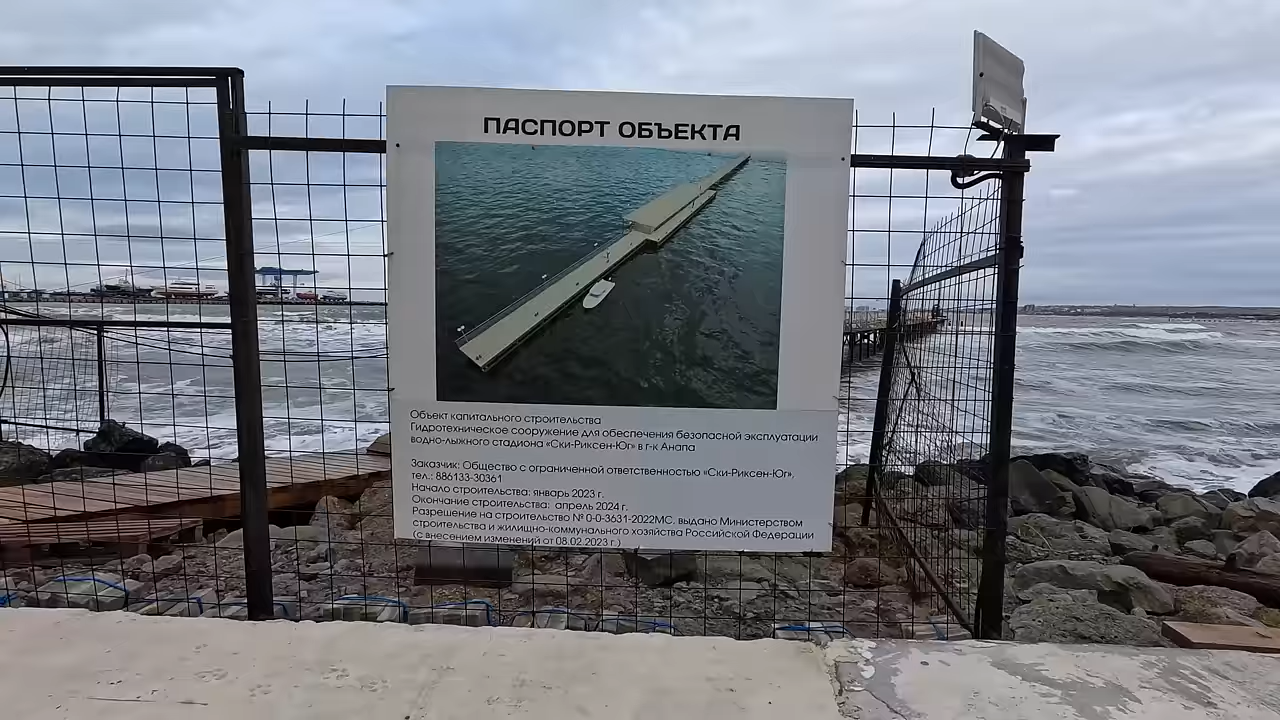 ПАСПОРТ ОБЪЕКТА
Объект капитального строительства
Гидротехническое сооружение для обеспечения безопасной эксплуатации
водно-лыжного стадиона «Ски-Риксен-Юг» в г-к Анапа
Заказчик: Общество с ограниченной ответственностью «Ски-Риксен-Юг»,
тел.: 886133-30361
Начало строительства: январь 2023 г.
Окончание строительства: апрель 2024 г.
Разрешение на строительство № 0-0-3631-2022МС. выдано Министерством
строительства и жилищно-коммунального хозяйства Российской Федерации
(с внесением изменений от 08.02.2023 г.)